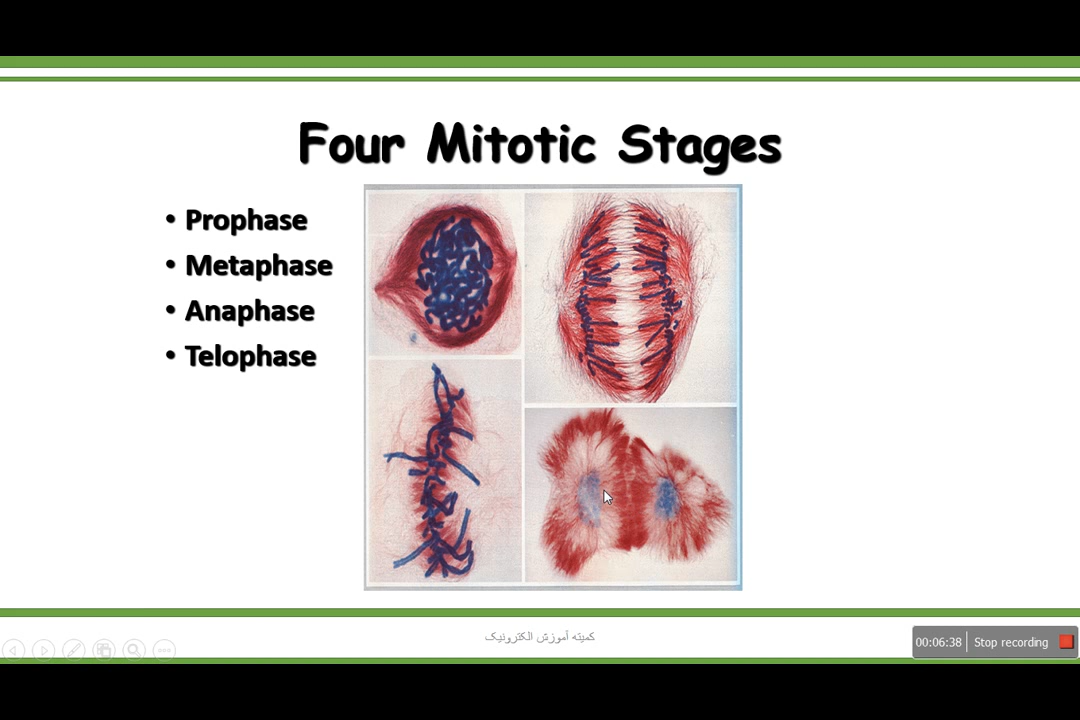 Four Mitotic Stages
• Prophase
• Metaphase
• Anaphase
• Telophase
کمیته آموزش الکترونیک
00:06:38 Stop recording